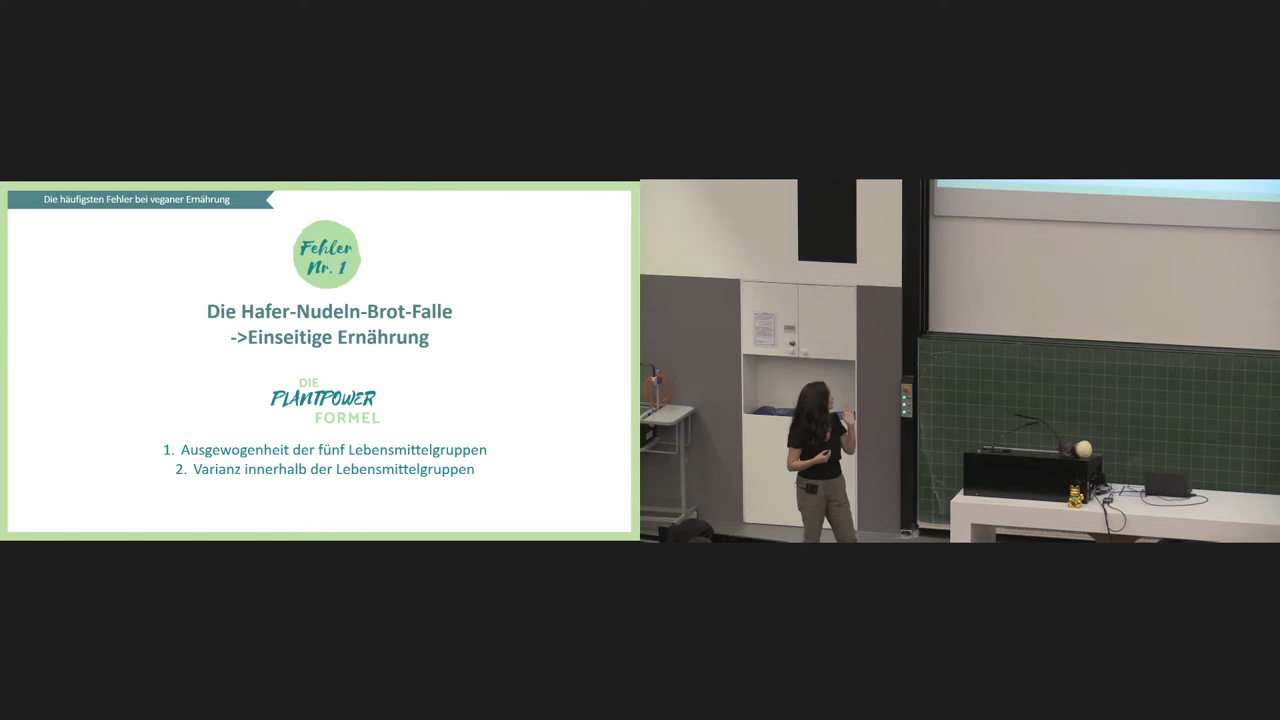 Die häufigsten Fehler bei veganer Ernährung
Fehler
Nr. 1
Die Hafer-Nudeln-Brot-Falle
->Einseitige Ernährung
DIE
PLANTPOWER
FORMEL
1. Ausgewogenheit der fünf Lebensmittelgruppen
2. Varianz innerhalb der Lebensmittelgruppen